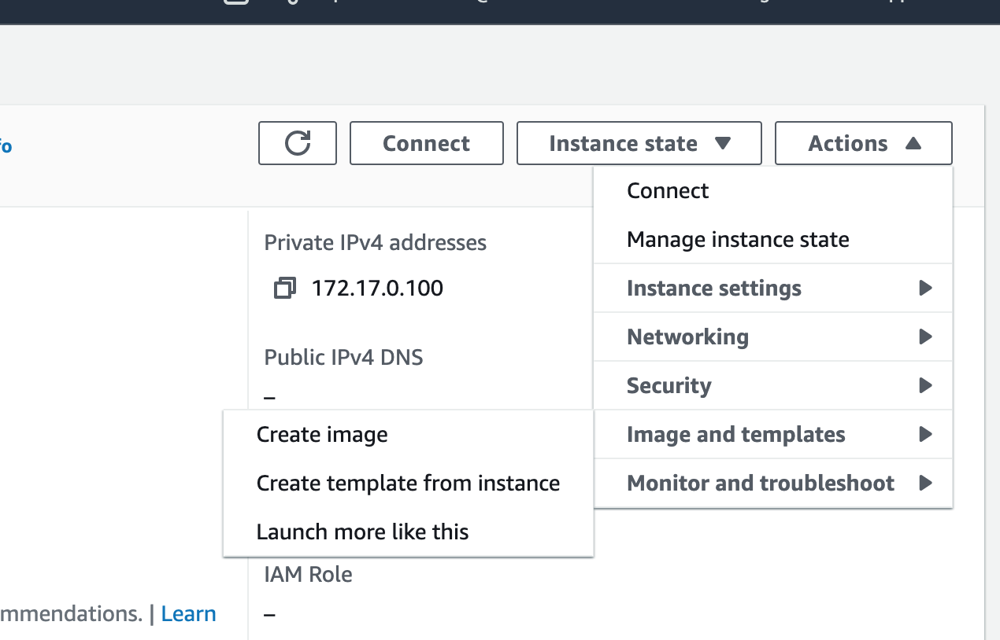 Connect
Instance state
Actions
Connect
Private IPv4 addresses
Manage instance state
172.17.0.100
Instance settings
Networking
Public IPv4 DNS
–
Security
Create image
Image and templates
Create template from instance
Monitor and troubleshoot
Launch more like this
IAM Role
mmendations. | Learn
–